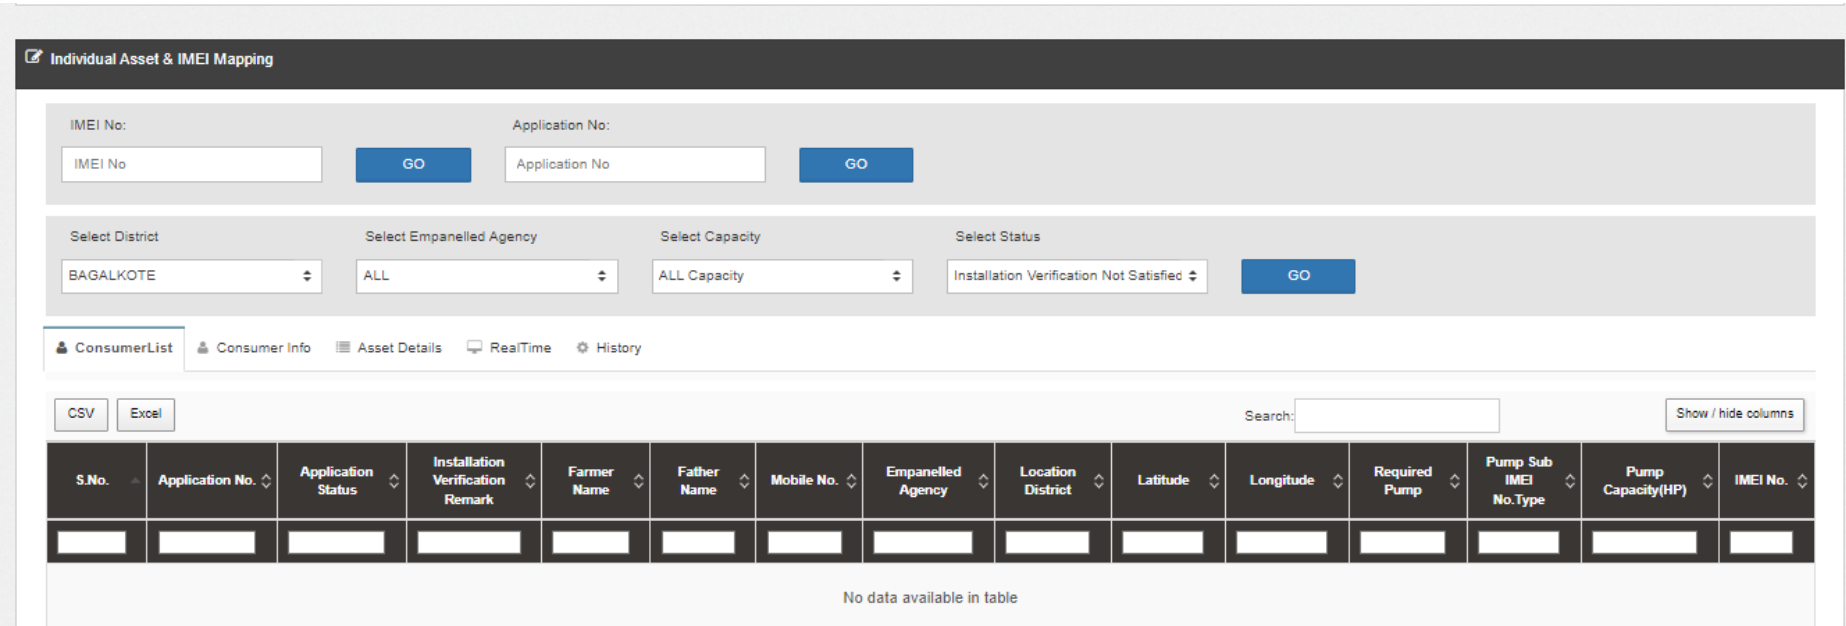 Individual Asset & IMEI Mapping
IMEI No: Application No:
IMEI No GO Application No GO
Select District Select Empanelled Agency Select Capacity Select Status
BAGALKOTE ALL ALL Capacity Installation Verification Not Satisfied GO
ConsumerList Consumer Info Asset Details RealTime History
CSV Excel Search: Show / hide columns
S.No. Application No. Application Status Installation Verification Remark Farmer Name Father Name Mobile No. Empanelled Agency Location District Latitude Longitude Required Pump Pump Sub IMEI No.Type Pump Capacity(HP) IMEI No.
No data available in table